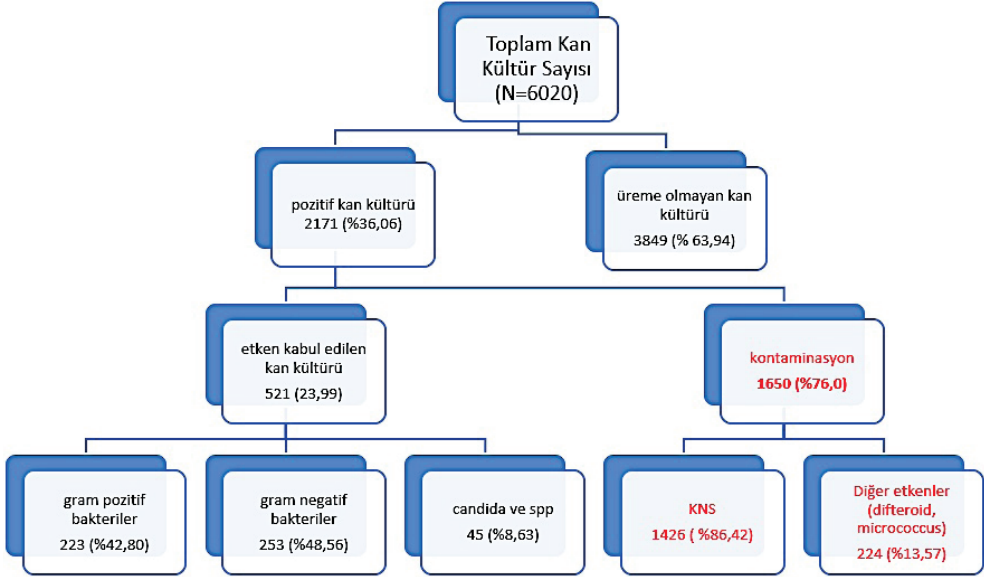 Toplam Kan
Kültür Sayısı
(N=6020)
pozitif kan kültürü
2171 (%36,06)
üreme olmayan kan
kültürü
3849 (% 63,94)
etken kabul edilen
kan kültürü
521 (23,99)
kontaminasyon
1650 (%76,0)
gram pozitif
bakteriler
223 (%42,80)
gram negatif
bakteriler
253 (%48,56)
candida ve spp
45 (%8,63)
KNS
1426 ( %86,42)
Diğer etkenler
(difteroid,
micrococcus)
224 (%13,57)